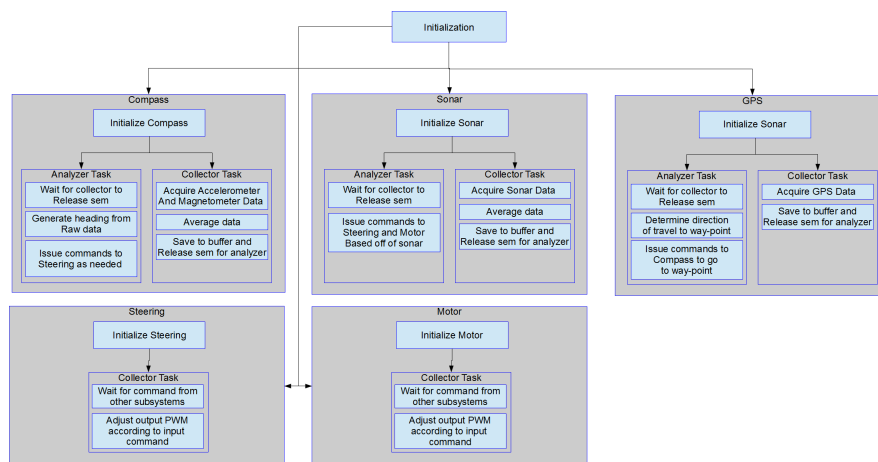 Initialization
Compass
Initialize Compass
Analyzer Task
Wait for collector to
Release sem
Generate heading from
Raw data
Issue commands to
Steering as needed
Collector Task
Acquire Accelerometer
And Magnetometer Data
Average data
Save to buffer and
Release sem for analyzer
Sonar
Initialize Sonar
Analyzer Task
Wait for collector to
Release sem
Issue commands to
Steering and Motor
Based off of sonar
Collector Task
Acquire Sonar Data
Average data
Save to buffer and
Release sem for analyzer
GPS
Initialize Sonar
Analyzer Task
Wait for collector to
Release sem
Determine direction
of travel to way-point
Issue commands to
Compass to go
to way-point
Collector Task
Acquire GPS Data
Save to buffer and
Release sem for analyzer
Steering
Initialize Steering
Collector Task
Wait for command from
other subsystems
Adjust output PWM
according to input
command
Motor
Initialize Motor
Collector Task
Wait for command from
other subsystems
Adjust output PWM
according to input
command